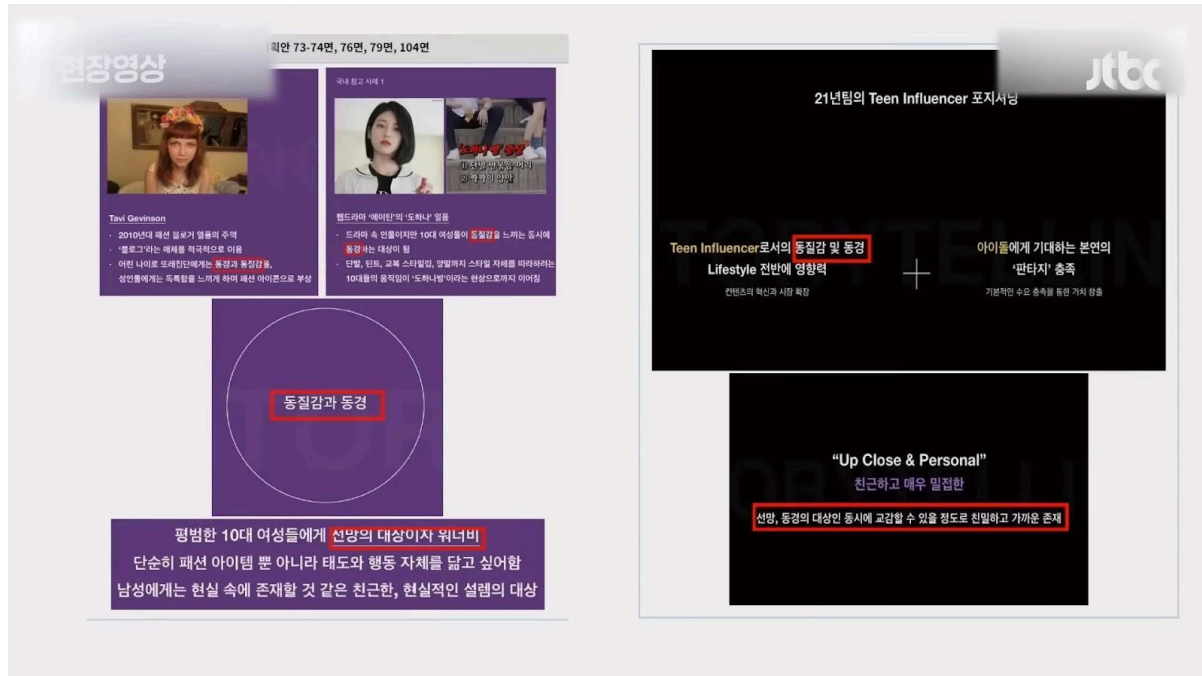 현장영상
획안 73-74면, 76면, 79면, 104면
Tavi Gevinson
· 2010년대 패션 블로거 열풍의 주역
· '블로그'라는 매체를 적극적으로 이용
· 어린 나이로 또래집단에게는 동경과 동질감을,
성인들에게는 독특함을 느끼게 하며 패션 아이콘으로 부상
국내 참고 사례 1
'도하나 방' 등장
① 단발 반묶음 머리
② 짝짝이 양말
웹드라마 '에이틴'의 '도하나' 열풍
· 드라마 속 인물이지만 10대 여성들이 동질감을 느끼는 동시에
동경하는 대상이 됨
· 단발, 틴트, 교복 스타일링, 양말까지 스타일 자체를 따라하려는
10대들의 움직임이 '도하나방'이라는 현상으로까지 이어짐
동질감과 동경
평범한 10대 여성들에게 선망의 대상이자 워너비
단순히 패션 아이템 뿐 아니라 태도와 행동 자체를 닮고 싶어함
남성에게는 현실 속에 존재할 것 같은 친근한, 현실적인 설렘의 대상
jtbc
21년팀의 Teen Influencer 포지셔닝
Teen Influencer로서의 동질감 및 동경
Lifestyle 전반에 영향력
컨텐츠의 혁신과 시장 확장
아이돌에게 기대하는 본연의
'판타지' 충족
기본적인 수요 충족을 통한 가치 창출
“Up Close & Personal”
친근하고 매우 밀접한
선망, 동경의 대상인 동시에 교감할 수 있을 정도로 친밀하고 가까운 존재